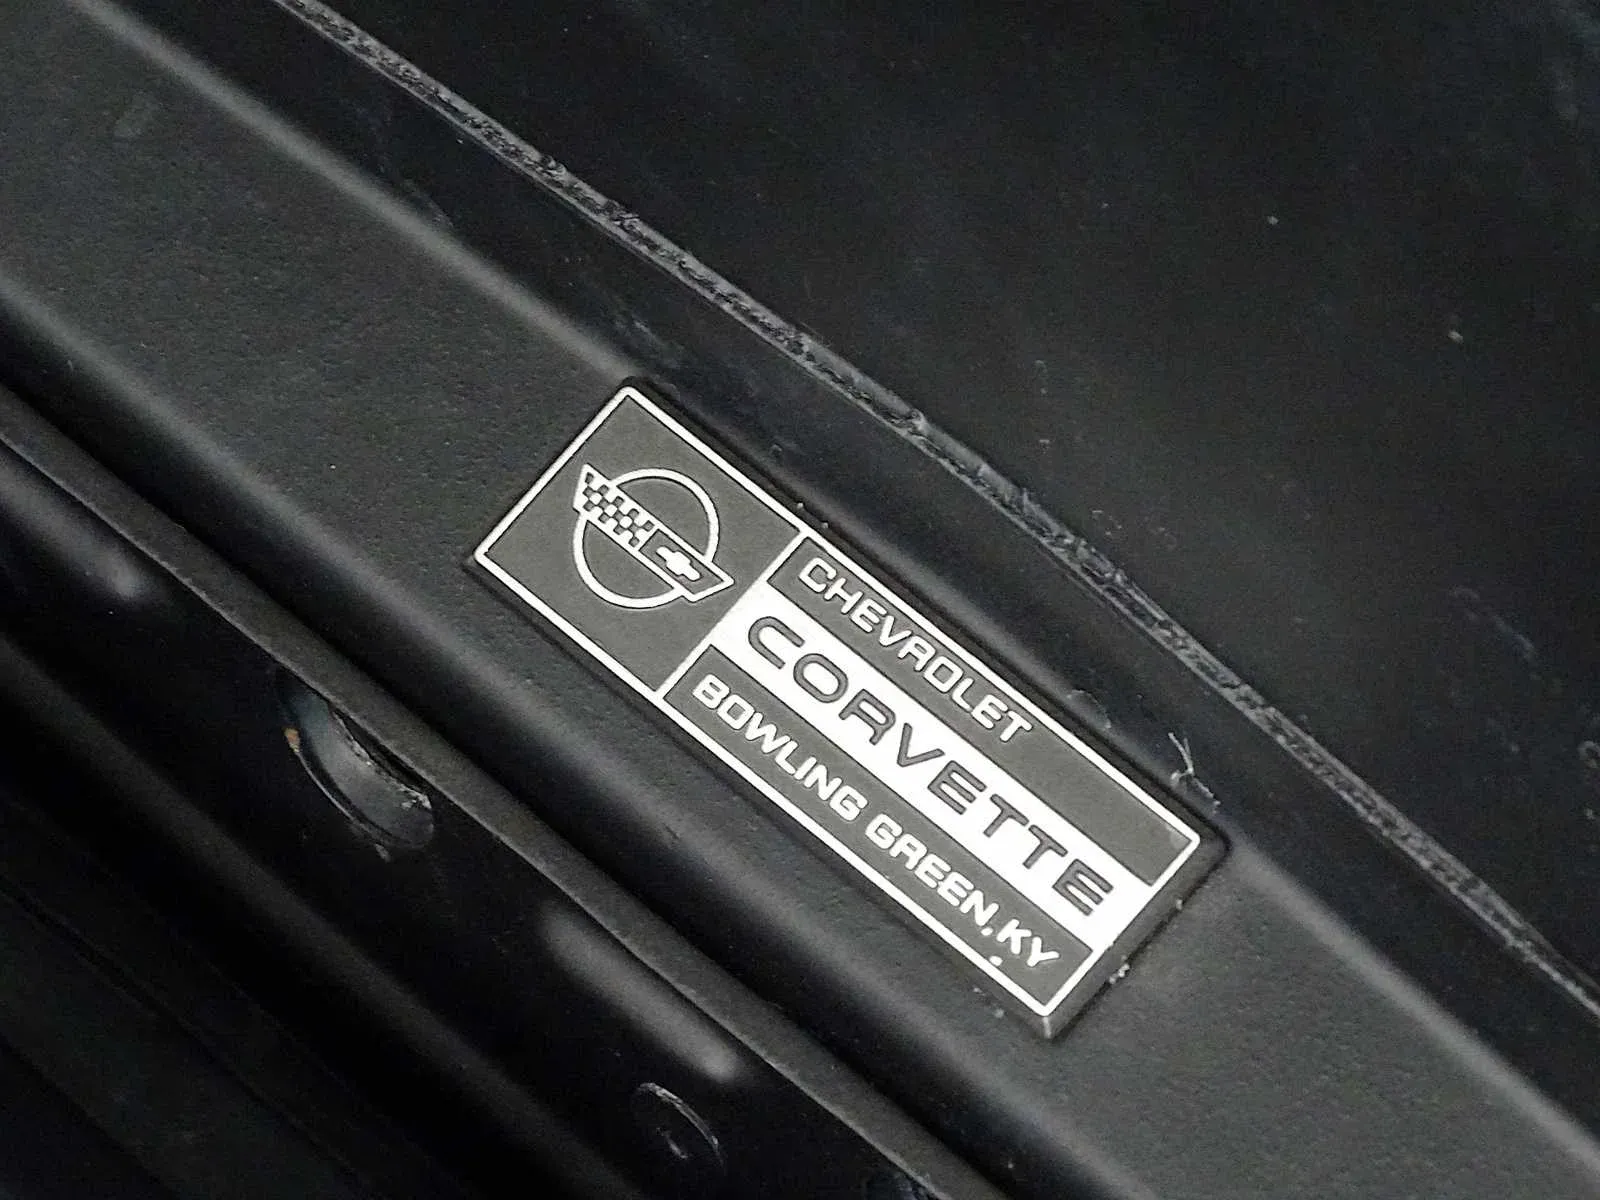 CHEVROLET
CORVETTE
BOWLING GREEN, KY